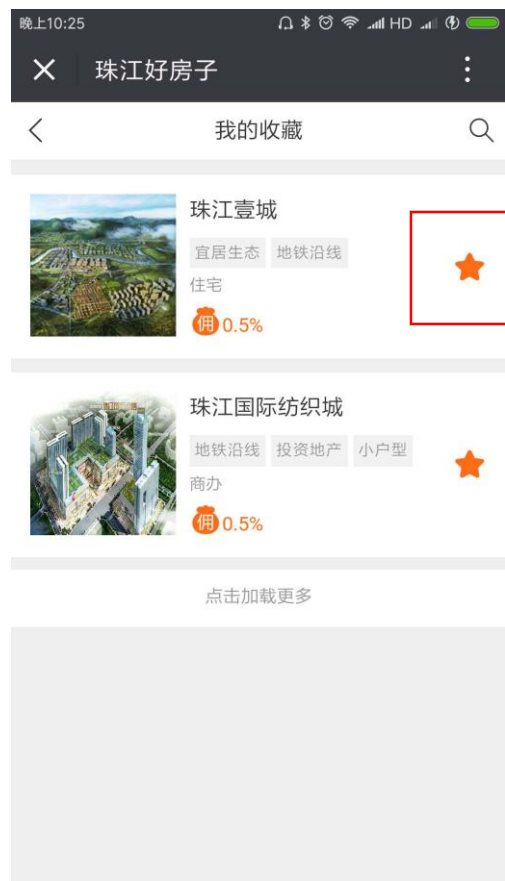 晚上10:25
HD
珠江好房子
我的收藏
珠江壹城
宜居生态 地铁沿线
住宅
佣 0.5%
珠江国际纺织城
地铁沿线 投资地产 小户型
商办
佣 0.5%
点击加载更多